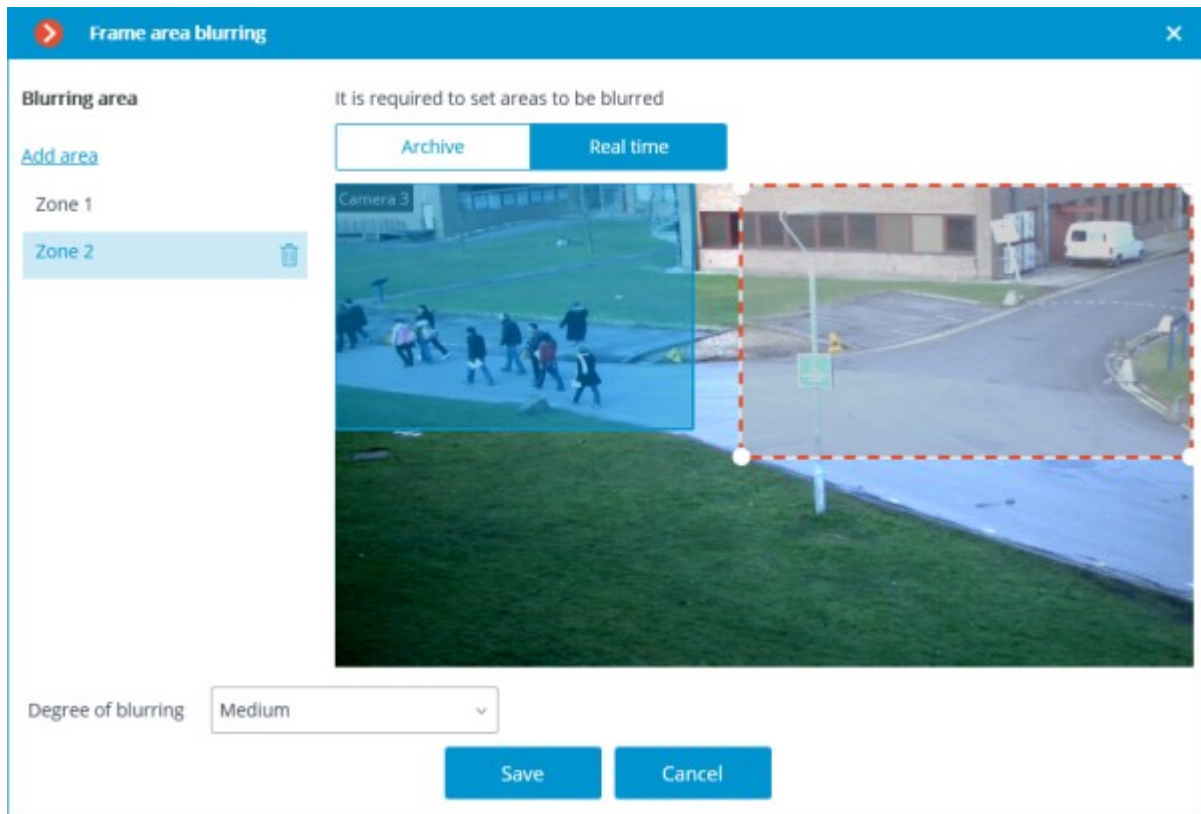 Frame area blurring
Blurring area
It is required to set areas to be blurred
Add area
Archive
Real time
Zone 1
Zone 2
Camera 3
Degree of blurring
Medium
Save
Cancel